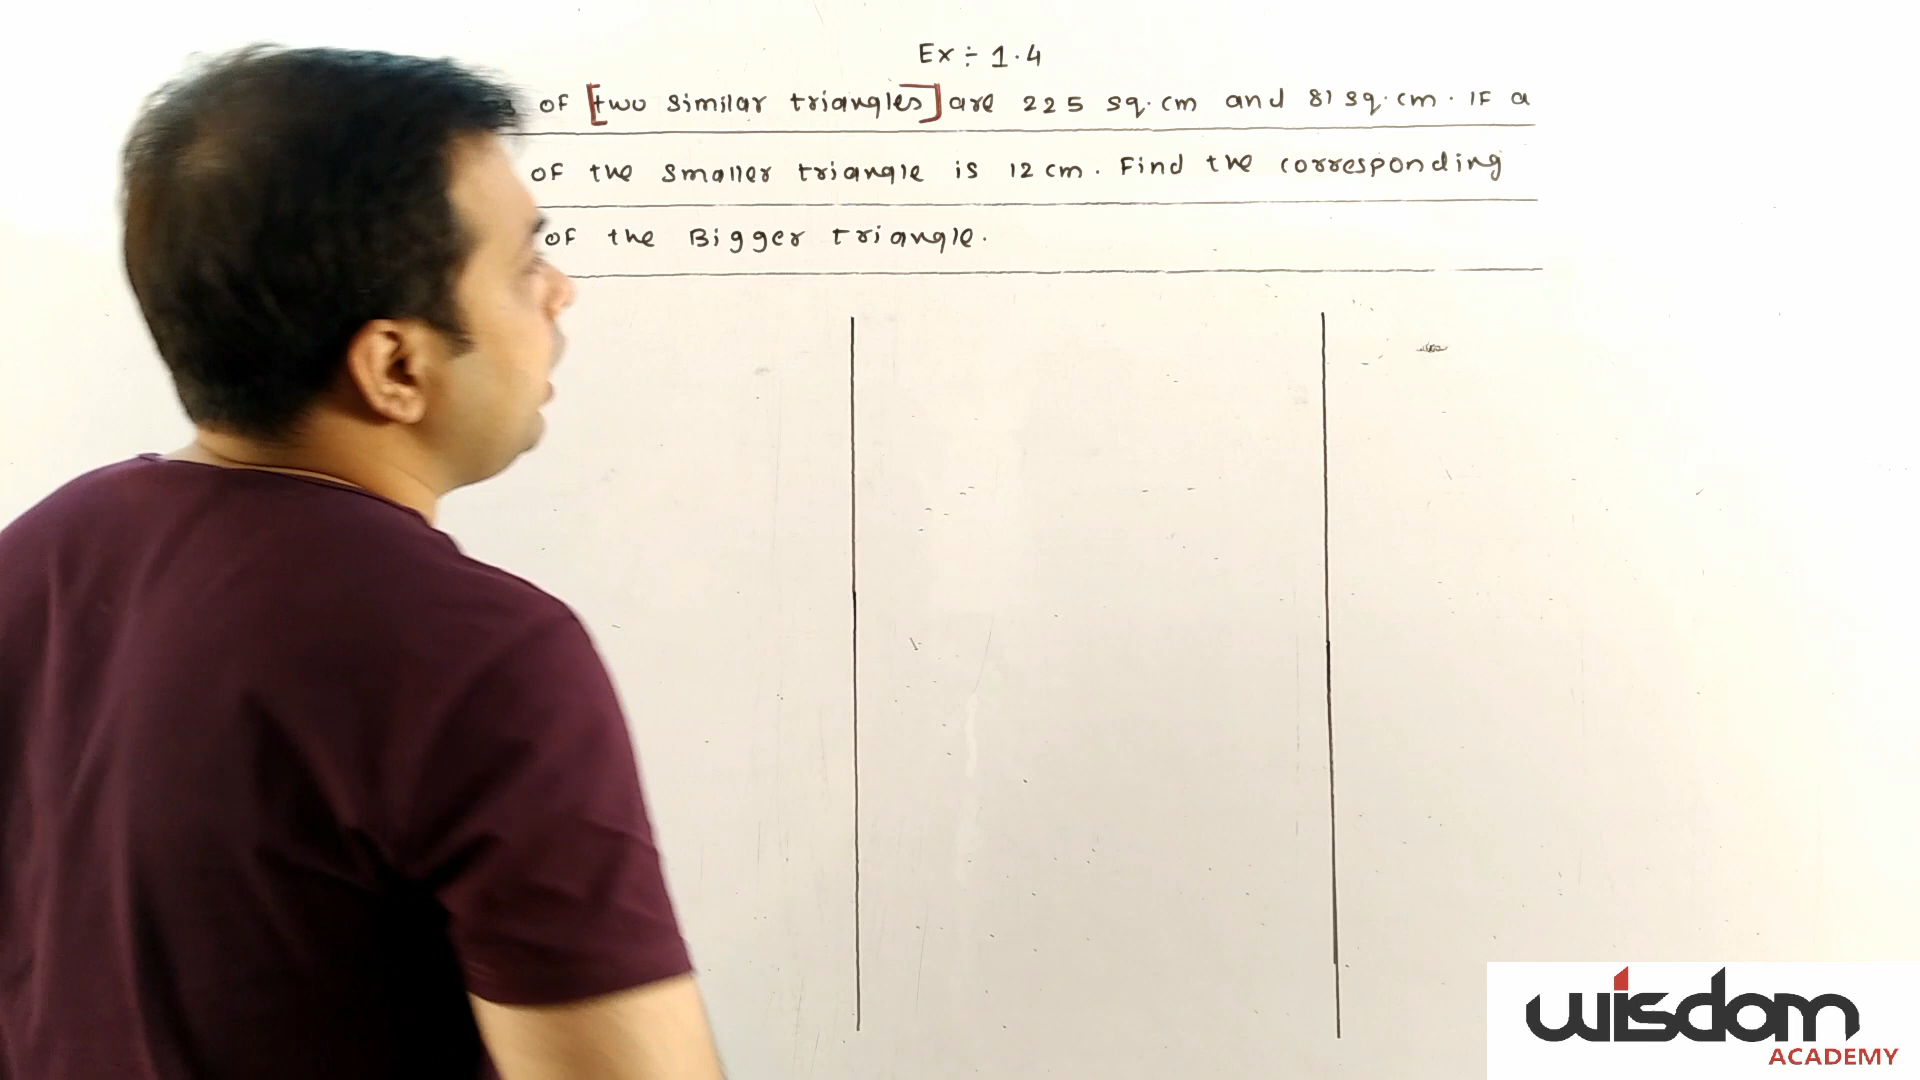 Ex ÷ 1.4
of [two similar triangles] are 225 sq.cm and 81 sq.cm. IF a
of the smaller triangle is 12 cm. Find the corresponding
of the Bigger triangle.
wisdom
ACADEMY